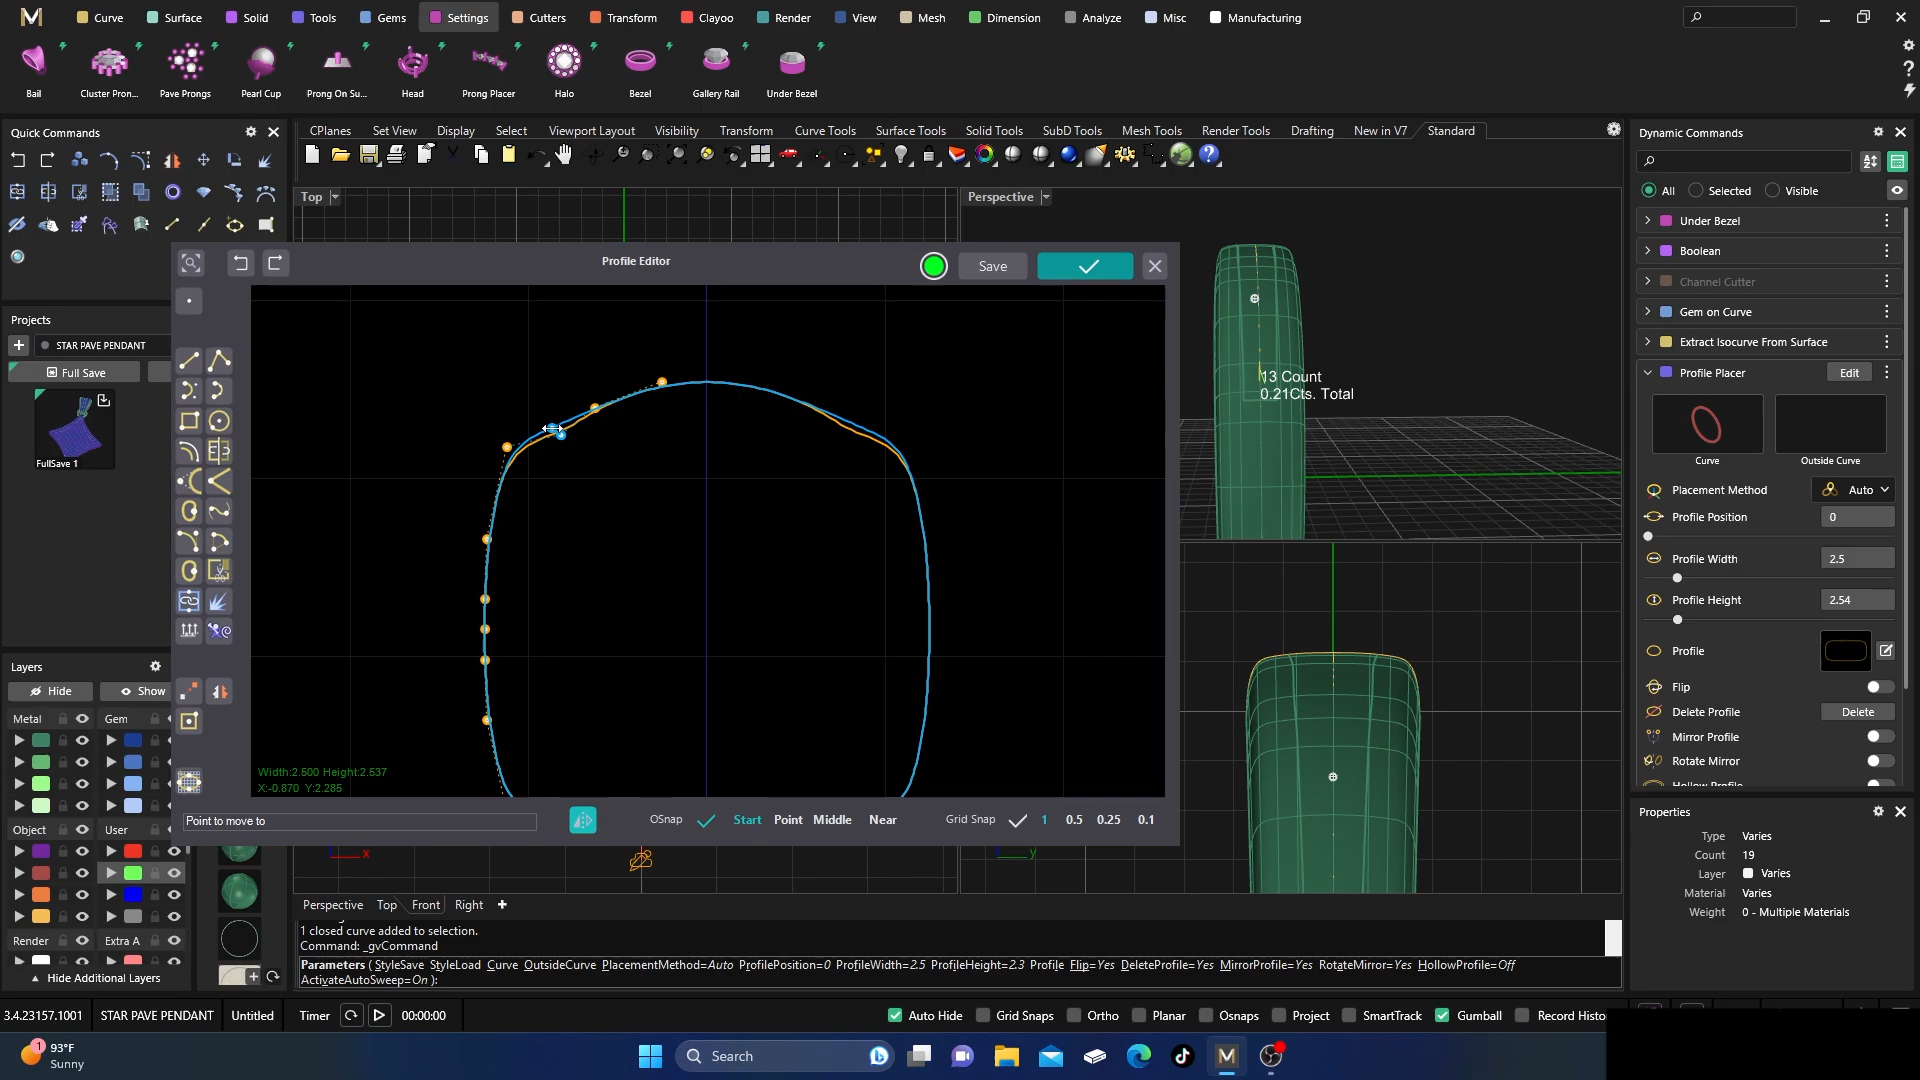 Curve
Surface
Solid
Tools
Gems
Settings
Cutters
Transform
Clayoo
Render
View
Mesh
Dimension
Analyze
Misc
Manufacturing
Bail
Cluster Pron...
Pave Prongs
Pearl Cup
Prong On Su...
Head
Prong Placer
Halo
Bezel
Gallery Rail
Under Bezel
Quick Commands
CPlanes
Set View
Display
Select
Viewport Layout
Visibility
Transform
Curve Tools
Surface Tools
Solid Tools
SubD Tools
Mesh Tools
Render Tools
Drafting
New in V7
Standard
Dynamic Commands
All
Selected
Visible
Top
Perspective
Under Bezel
Boolean
Channel Cutter
Gem on Curve
Extract Isocurve From Surface
Profile Placer
Edit
Curve
Outside Curve
Placement Method
Auto
Profile Position
0
Profile Width
2.5
Profile Height
2.54
Profile
Flip
Delete Profile
Delete
Mirror Profile
Rotate Mirror
Projects
STAR PAVE PENDANT
Full Save
FullSave 1
Profile Editor
Save
13 Count
0.21Cts. Total
Width:2.500 Height:2.537
X:-0.870 Y:2.285
Point to move to
OSnap
Start
Point
Middle
Near
Grid Snap
1
0.5
0.25
0.1
Layers
Hide
Show
Metal
Gem
Object
User
Render
Extra A
Hide Additional Layers
x
y
Perspective
Top
Front
Right
1 closed curve added to selection.
Command: _gvCommand
Parameters ( StyleSave StyleLoad Curve OutsideCurve PlacementMethod=Auto ProfilePosition=0 ProfileWidth=2.5 ProfileHeight=2.3 Profile Flip=Yes DeleteProfile=Yes MirrorProfile=Yes RotateMirror=Yes HollowProfile=Off
ActivateAutoSweep=On ):
Properties
Type Varies
Count 19
Layer Varies
Material Varies
Weight 0 - Multiple Materials
3.4.23157.1001
STAR PAVE PENDANT
Untitled
Timer
00:00:00
Auto Hide
Grid Snaps
Ortho
Planar
Osnaps
Project
SmartTrack
Gumball
Record Histo
1
93°F
Sunny
Search